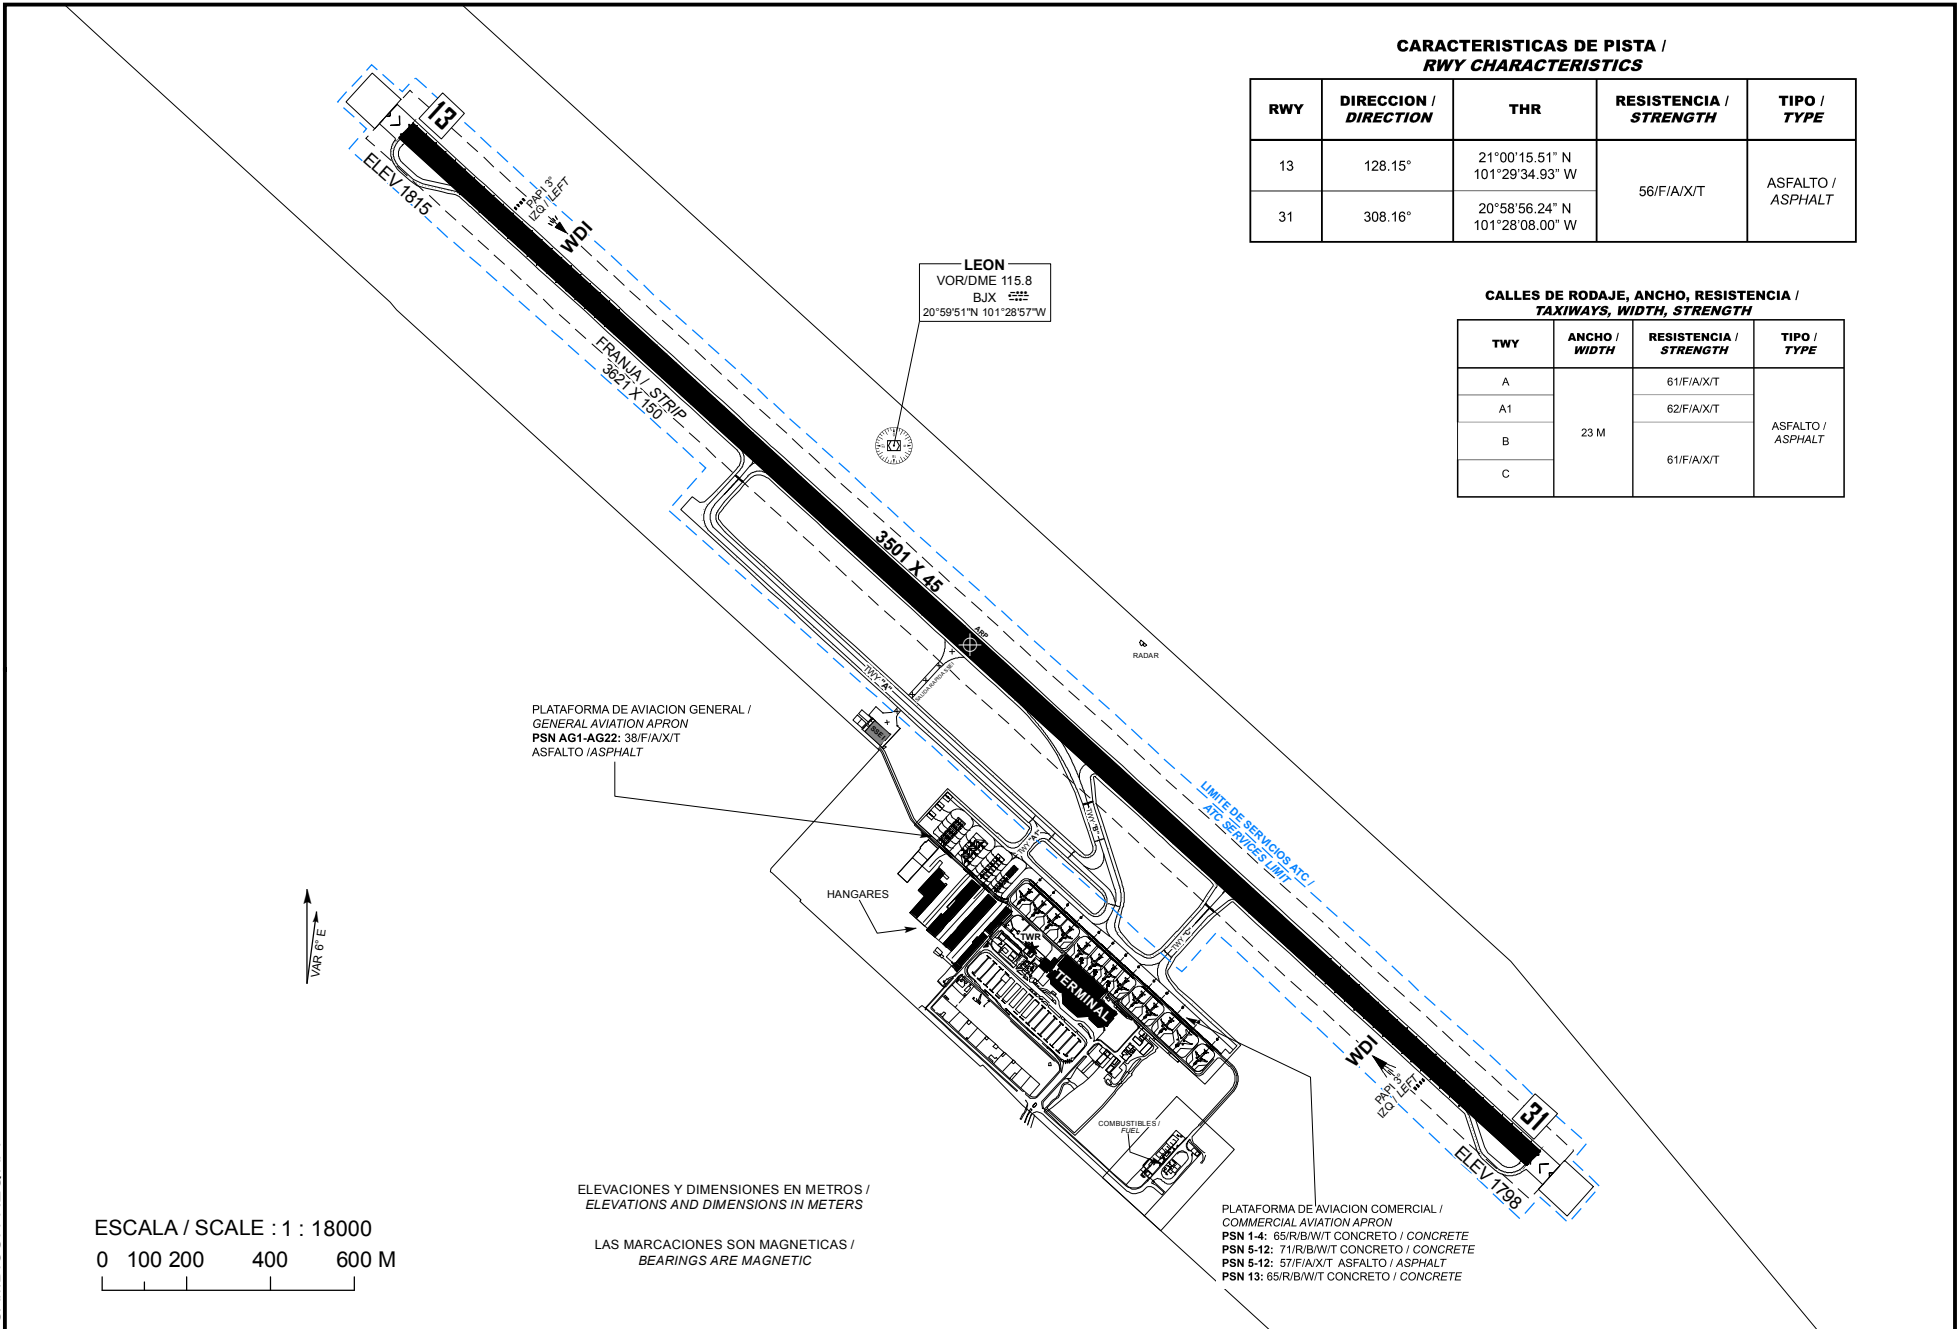 CARACTERISTICAS DE PISTA /
RWY CHARACTERISTICS
RWY
DIRECCION /
DIRECTION
THR
RESISTENCIA /
STRENGTH
TIPO /
TYPE
13
128.15°
21°00'15.51" N
101°29'34.93" W
56/F/A/X/T
ASFALTO /
ASPHALT
31
308.16°
20°58'56.24" N
101°28'08.00" W
CALLES DE RODAJE, ANCHO, RESISTENCIA /
TAXIWAYS, WIDTH, STRENGTH
TWY
ANCHO /
WIDTH
RESISTENCIA /
STRENGTH
TIPO /
TYPE
A
61/F/A/X/T
A1
62/F/A/X/T
B
23 M
61/F/A/X/T
ASFALTO /
ASPHALT
C
13
ELEV 1815
PAPI 3°
IZQ / LEFT
WDI
LEON
VOR/DME 115.8
BJX
20°59'51"N 101°28'57"W
FRANJA / STRIP
3621 X 150
3501 X 45
ARP
RADAR
TWY "A"
SSEI
PLATAFORMA DE AVIACION GENERAL /
GENERAL AVIATION APRON
PSN AG1-AG22: 38/F/A/X/T
ASFALTO /ASPHALT
LIMITE DE SERVICIOS ATC /
ATC SERVICES LIMIT
TWY "B"
TWY "A1"
TWY "C"
HANGARES
TWR
TERMINAL
VAR 6° E
WDI
PAPI 3°
IZQ / LEFT
31
ELEV 1798
COMBUSTIBLES /
FUEL
PLATAFORMA DE AVIACION COMERCIAL /
COMMERCIAL AVIATION APRON
PSN 1-4: 65/R/B/W/T CONCRETO / CONCRETE
PSN 5-12: 71/R/B/W/T CONCRETO / CONCRETE
PSN 5-12: 57/F/A/X/T ASFALTO / ASPHALT
PSN 13: 65/R/B/W/T CONCRETO / CONCRETE
ELEVACIONES Y DIMENSIONES EN METROS /
ELEVATIONS AND DIMENSIONS IN METERS
LAS MARCACIONES SON MAGNETICAS /
BEARINGS ARE MAGNETIC
ESCALA / SCALE : 1 : 18000
0 100 200 400 600 M